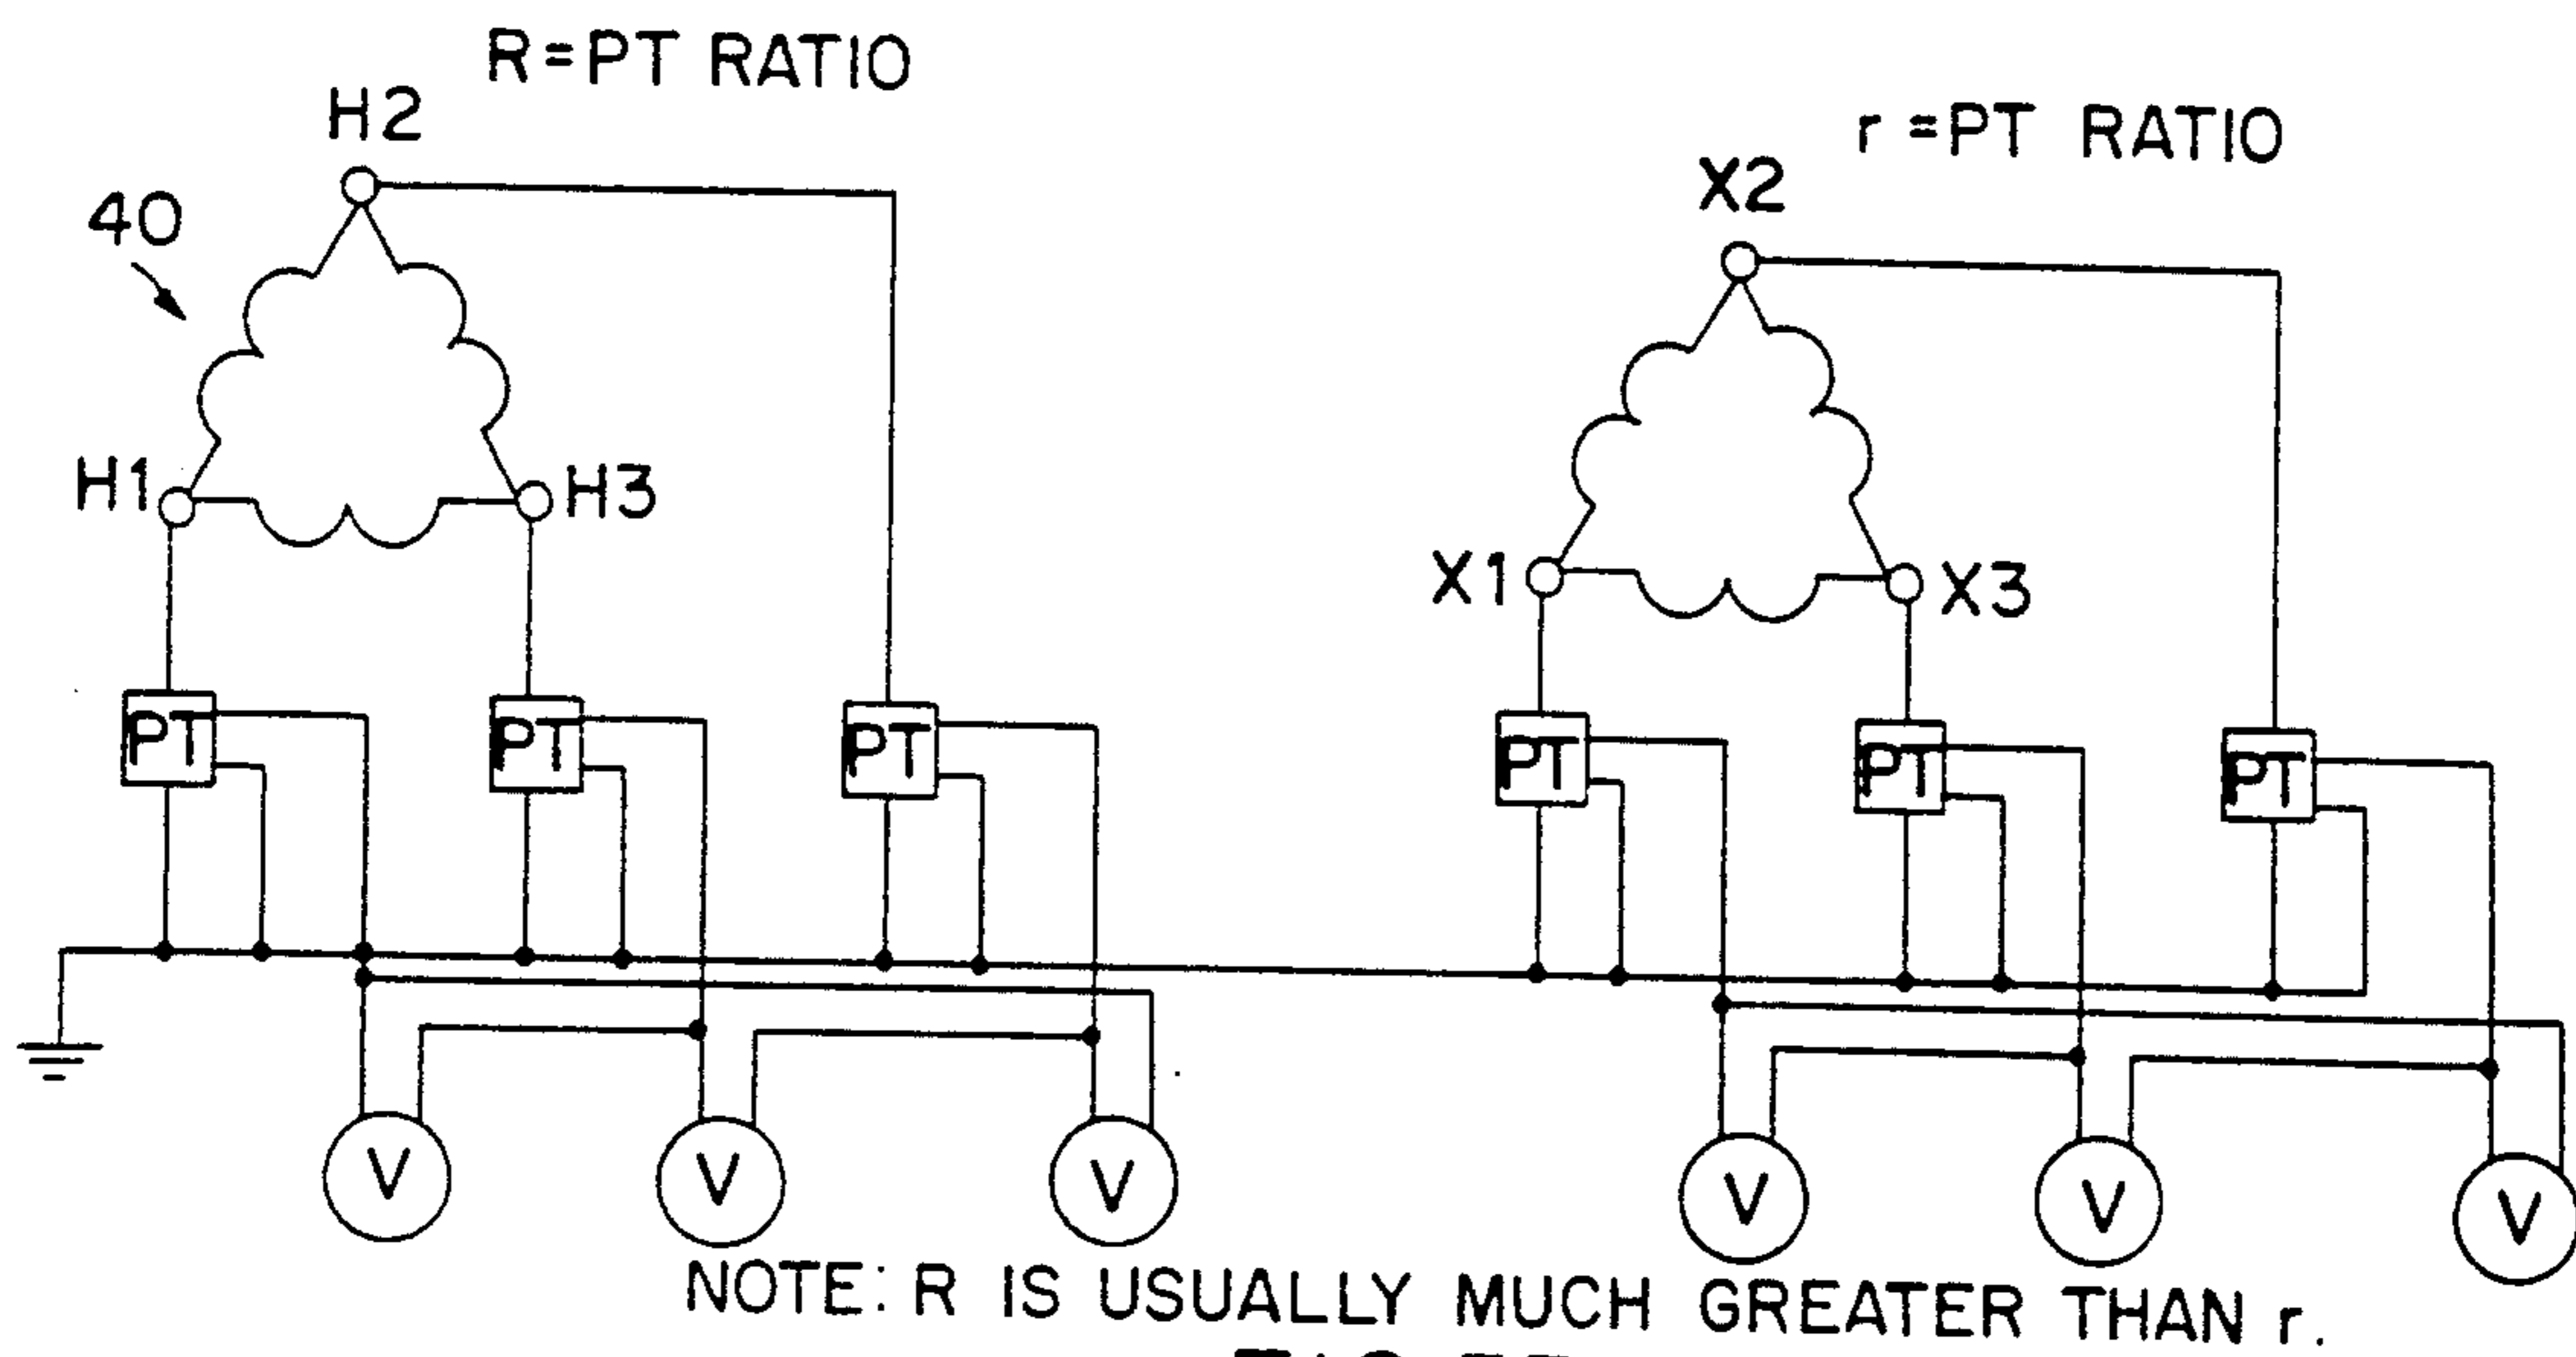 R=PT RATIO
H2
40
H1
H3
r=PT RATIO
X2
X1
X3
PT
PT
PT
PT
PT
PT
V
V
V
V
V
V
NOTE: R IS USUALLY MUCH GREATER THAN r.